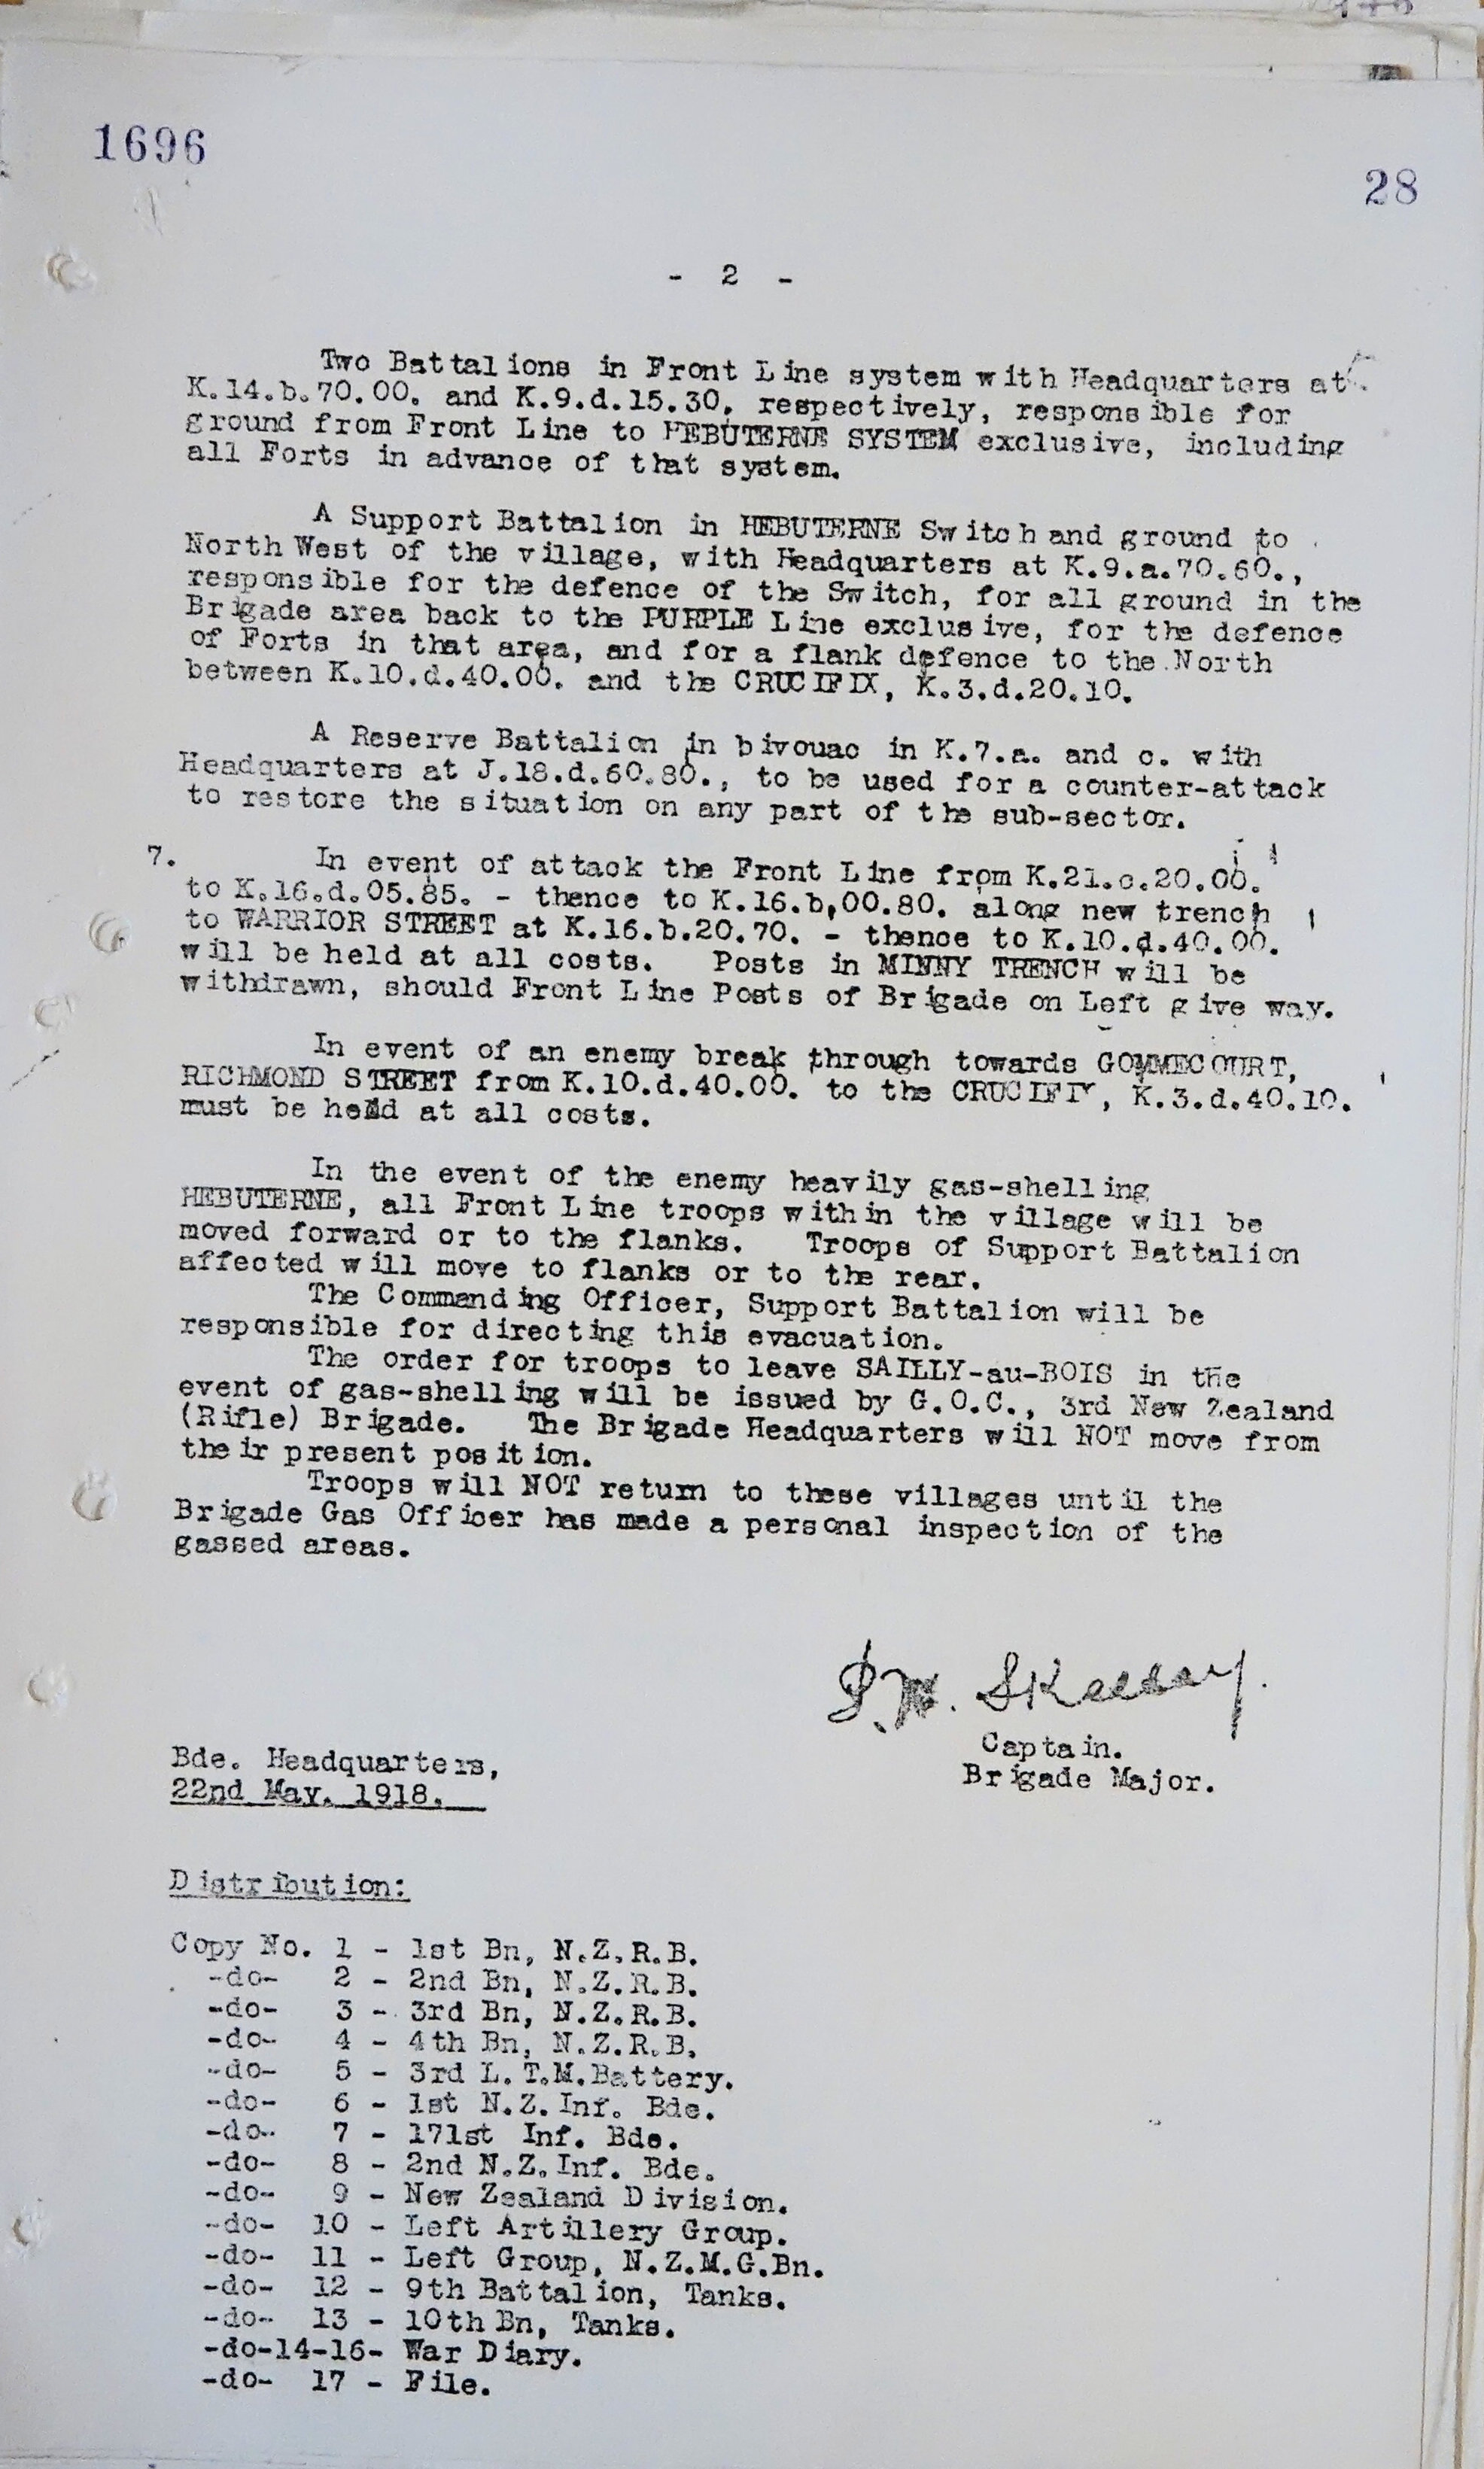 1696
28
- 2 -
Two Battalions in Front Line system with Headquarters at
K.14.b.70.00. and K.9.d.15.30, respectively, responsible for
ground from Front Line to HEBUTERNE SYSTEM exclusive, including
all Forts in advance of that system.
A Support Battalion in HEBUTERNE Switch and ground to
North West of the village, with Headquarters at K.9.a.70.60.,
responsible for the defence of the Switch, for all ground in the
Brigade area back to the PURPLE Line exclusive, for the defence
of Forts in that area, and for a flank defence to the North
between K.10.d.40.00. and the CRUCIFIX, K.3.d.20.10.
A Reserve Battalion in bivouac in K.7.a. and c. with
Headquarters at J.18.d.60.80., to be used for a counter-attack
to restore the situation on any part of the sub-sector.
7. In event of attack the Front Line from K.21.c.20.00.
to K.16.d.05.85. - thence to K.16.b.00.80. along new trench
to WARRIOR STREET at K.16.b.20.70. - thence to K.10.d.40.00.
will be held at all costs. Posts in MINNY TRENCH will be
withdrawn, should Front Line Posts of Brigade on Left give way.
In event of an enemy break through towards GOMMECOURT,
RICHMOND STREET from K.10.d.40.00. to the CRUCIFIX, K.3.d.40.10.
must be held at all costs.
In the event of the enemy heavily gas-shelling
HEBUTERNE, all Front Line troops within the village will be
moved forward or to the flanks. Troops of Support Battalion
affected will move to flanks or to the rear.
The Commanding Officer, Support Battalion will be
responsible for directing this evacuation.
The order for troops to leave SAILLY-au-BOIS in the
event of gas-shelling will be issued by G.O.C., 3rd New Zealand
(Rifle) Brigade. The Brigade Headquarters will NOT move from
their present position.
Troops will NOT return to these villages until the
Brigade Gas Officer has made a personal inspection of the
gassed areas.
Captain.
Brigade Major.
Bde. Headquarters,
22nd May. 1918.
Distribution:
Copy No. 1 - 1st Bn, N.Z.R.B.
-do- 2 - 2nd Bn, N.Z.R.B.
-do- 3 - 3rd Bn, N.Z.R.B.
-do- 4 - 4th Bn, N.Z.R.B.
-do- 5 - 3rd L.T.M.Battery.
-do- 6 - 1st N.Z.Inf. Bde.
-do- 7 - 171st Inf. Bde.
-do- 8 - 2nd N.Z.Inf. Bde.
-do- 9 - New Zealand Division.
-do- 10 - Left Artillery Group.
-do- 11 - Left Group, N.Z.M.G.Bn.
-do- 12 - 9th Battalion, Tanks.
-do- 13 - 10th Bn, Tanks.
-do-14-16- War Diary.
-do- 17 - File.